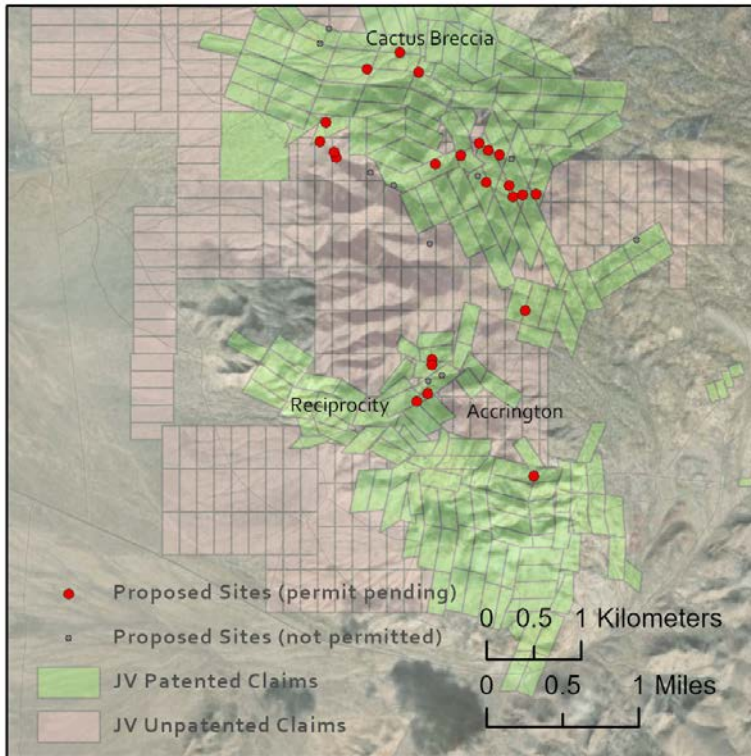 Cactus Breccia
Reciprocity
Accrington
Proposed Sites (permit pending)
Proposed Sites (not permitted)
JV Patented Claims
JV Unpatented Claims
0 0.5 1 Kilometers
0 0.5 1 Miles